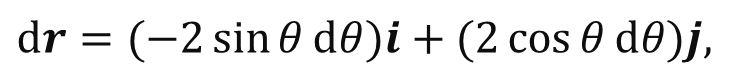 d𝒓 = (−2 sin 𝜃 d𝜃)𝒊 + (2 cos 𝜃 d𝜃)𝒋,